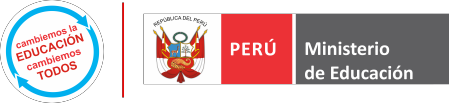 cambiemos la
EDUCACIÓN
cambiemos
TODOS
REPÚBLICA DEL PERÚ
PERÚ
Ministerio
de Educación